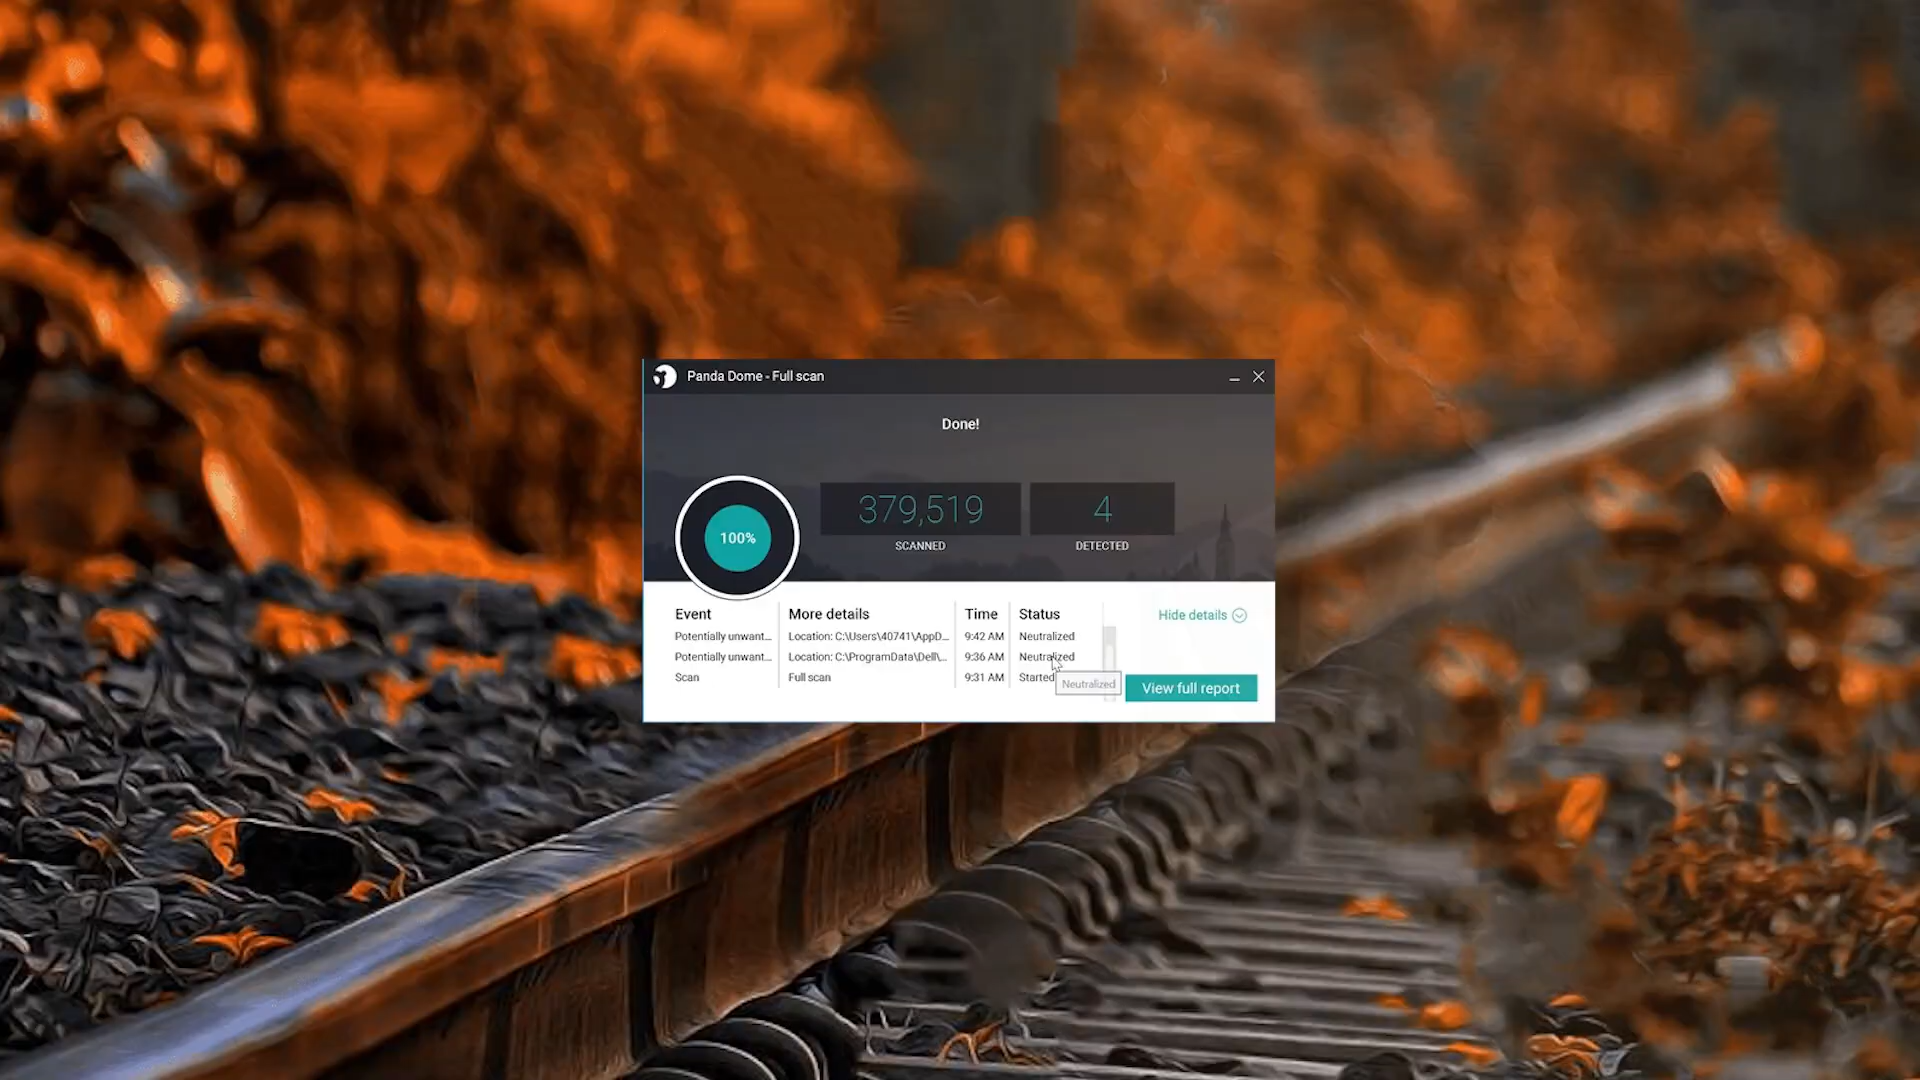 Panda Dome - Full scan
Done!
100%
379,519
4
SCANNED
DETECTED
Event More details Time Status
Hide details
Potentially unwant... Location: C:\Users\40741\AppD... 9:42 AM Neutralized
Potentially unwant... Location: C:\ProgramData\Dell\... 9:36 AM Neutralized
Scan Full scan 9:31 AM Started
Neutralized
View full report